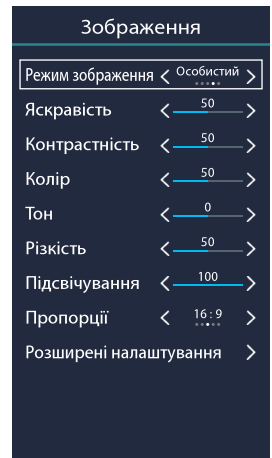 Зображення
Режим зображення Особистий
Яскравість 50
Контрастність 50
Колір 50
Тон 0
Різкість 50
Підсвічування 100
Пропорції 16 : 9
Розширені налаштування